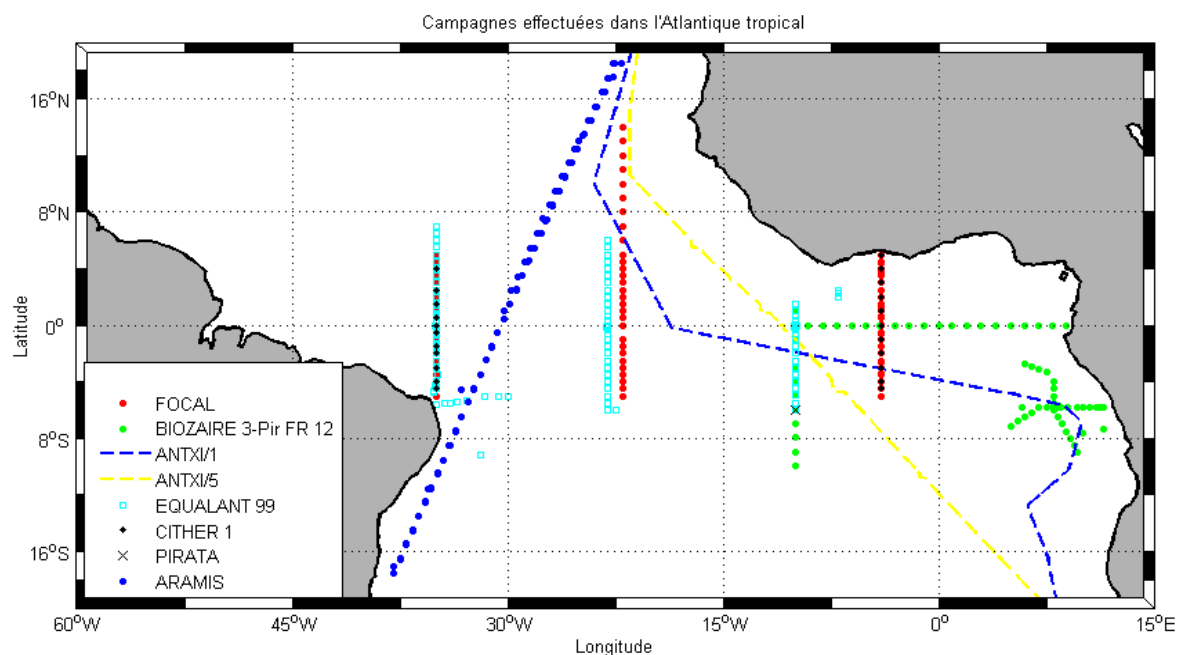 Campagnes effectuées dans l'Atlantique tropical
16°N
8°N
0°
8°S
16°S
Latitude
FOCAL
BIOZAIRE 3-Pir FR 12
ANTXI/1
ANTXI/5
EQUALANT 99
CITHER 1
PIRATA
ARAMIS
60°W 45°W 30°W 15°W 0° 15°E
Longitude